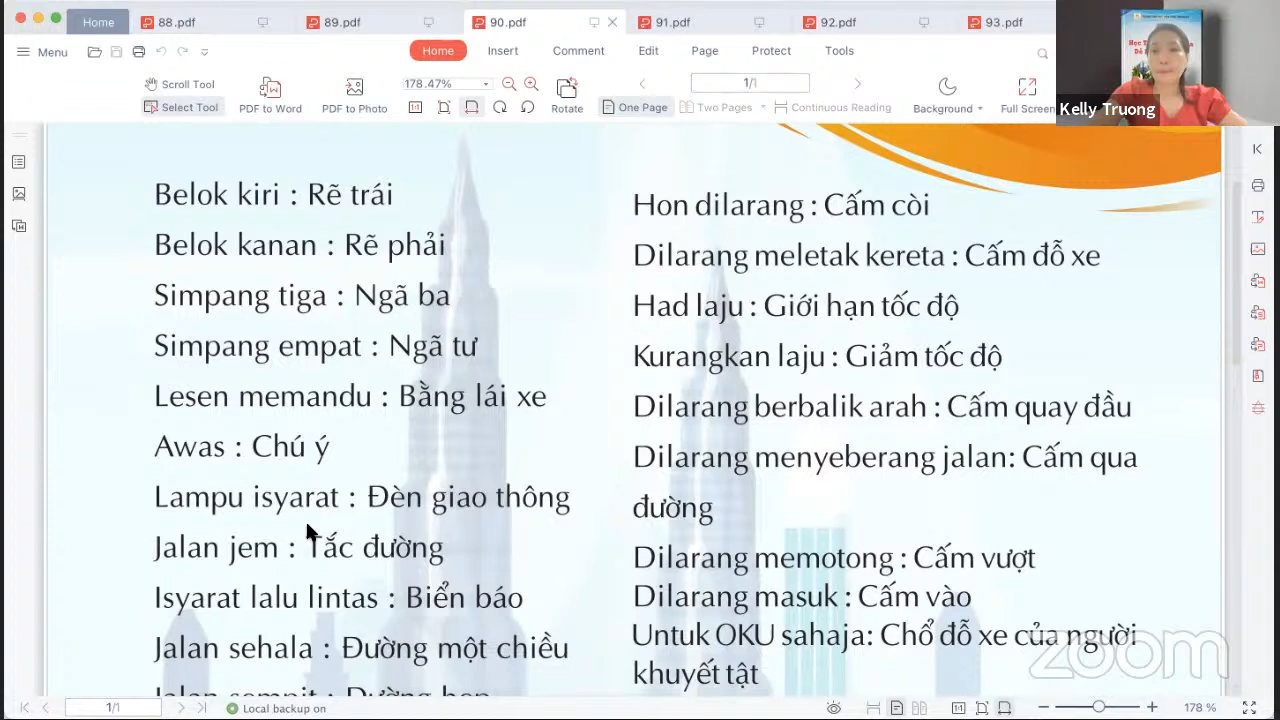 Home
88.pdf
89.pdf
90.pdf
91.pdf
92.pdf
93.pdf
Menu
Home
Insert
Comment
Edit
Page
Protect
Tools
Scroll Tool
Select Tool
PDF to Word
PDF to Photo
178.47%
Rotate
1/1
One Page
Two Pages
Continuous Reading
Background
Full Screen
Kelly Truong
Belok kiri : Rẽ trái
Belok kanan : Rẽ phải
Simpang tiga : Ngã ba
Simpang empat : Ngã tư
Lesen memandu : Bằng lái xe
Awas : Chú ý
Lampu isyarat : Đèn giao thông
Jalan jem : Tắc đường
Isyarat lalu lintas : Biển báo
Jalan sehala : Đường một chiều
Hon dilarang : Cấm còi
Dilarang meletak kereta : Cấm đỗ xe
Had laju : Giới hạn tốc độ
Kurangkan laju : Giảm tốc độ
Dilarang berbalik arah : Cấm quay đầu
Dilarang menyeberang jalan: Cấm qua
đường
Dilarang memotong : Cấm vượt
Dilarang masuk : Cấm vào
Untuk OKU sahaja: Chổ đỗ xe của người
khuyết tật
zoom
1/1
Local backup on
178 %